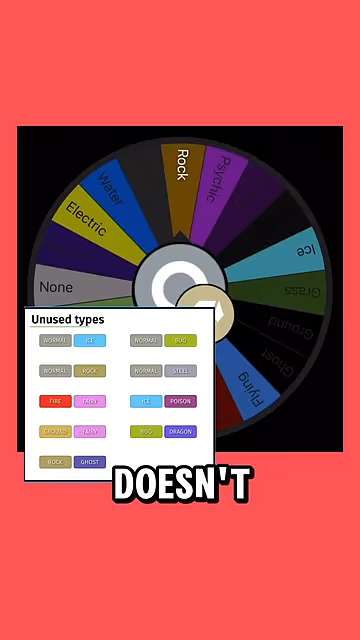 Rock
Psychic
Water
Electric
Ice
None
Grass
Ground
Ghost
Flying
Unused types
NORMAL ICE NORMAL BUG
NORMAL ROCK NORMAL STEEL
FIRE FAIRY ICE POISON
GROUND FAIRY BUG DRAGON
ROCK GHOST
DOESN'T